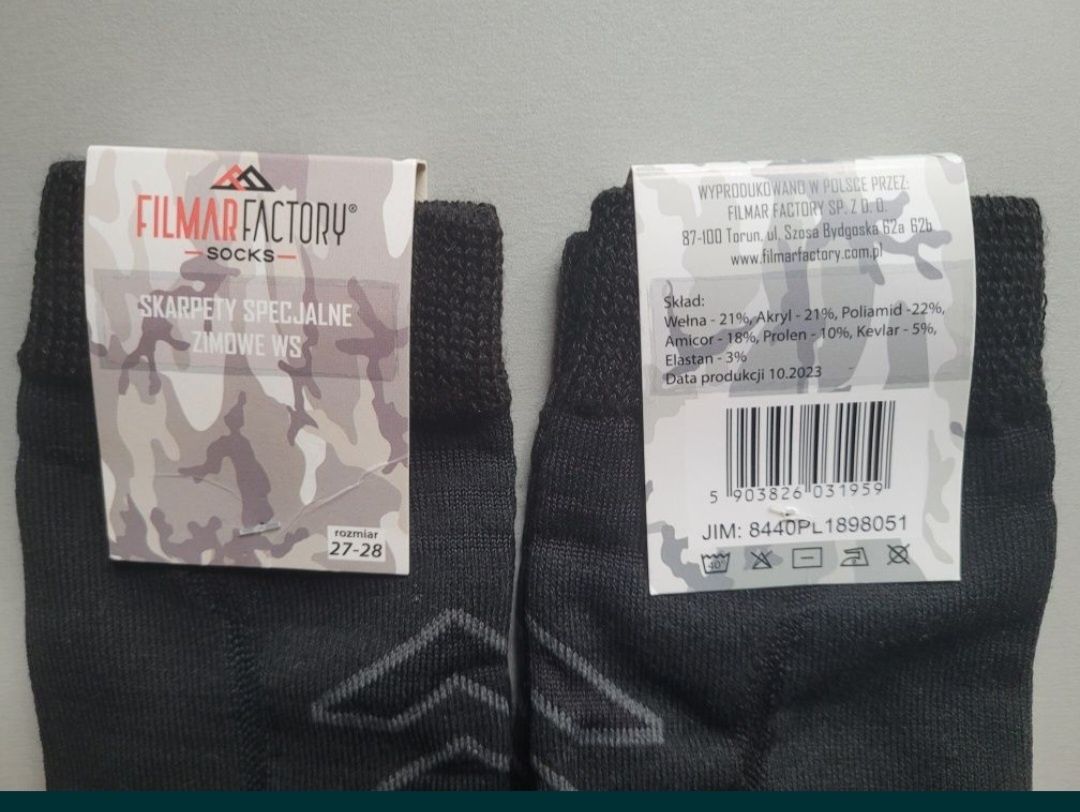 FILMAR FACTORY®
SOCKS
SKARPETY SPECJALNE
ZIMOWE WS
rozmiar
27-28
WYPRODUKOWANO W POLSCE PRZEZ:
FILMAR FACTORY SP. Z O. O.
87-100 Torun, ul. Szosa Bydgoska 62a 62b
www.filmarfactory.com.pl
Skład:
Wełna - 21%, Akryl - 21%, Poliamid -22%,
Amicor - 18%, Prolen - 10%, Kevlar - 5%,
Elastan - 3%
Data produkcji 10.2023
5 903826 031959
JIM: 8440PL1898051
40°